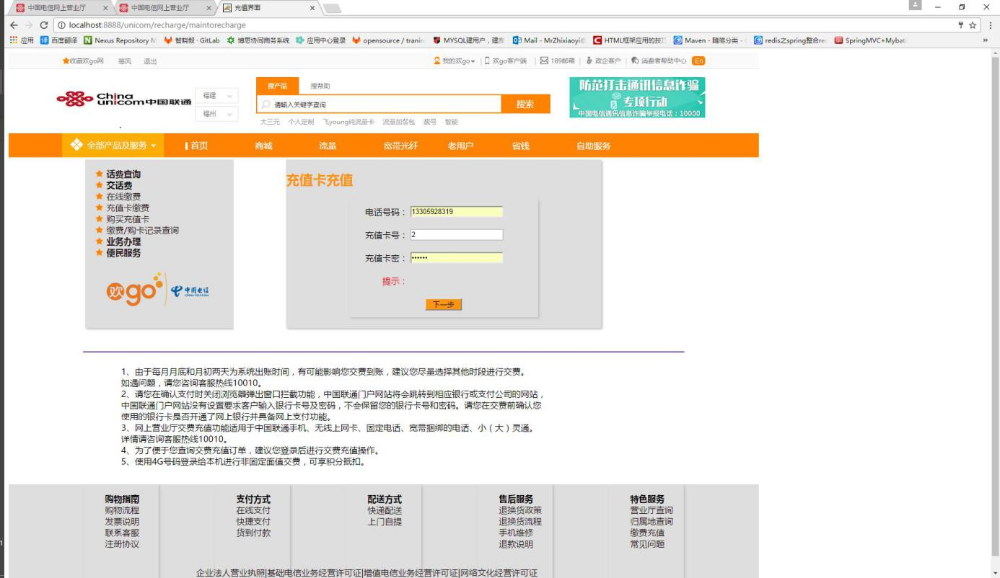 中国电信网上营业厅
中国电信网上营业厅
充值界面
localhost:8888/unicom/recharge/maintorecharge
应用 百度翻译 Nexus Repository M 智晓毅 · GitLab 博思协同商务系统 应用中心登录 opensource / tranin MYSQL建用户，建库 Mail - MrZhixiaoyi@ HTML框架应用的技巧 Maven - 随笔分类 - redis之spring整合red SpringMVC+Mybati
收藏欢go网 等风 退出 我的欢go 欢go客户端 189邮箱 政企客户 消费者帮助中心 En
China unicom中国联通
福建
福州
搜产品 搜帮助
请输入关键字查询 搜索
大三元 个人定制 飞young纯流量卡 流量加餐包 靓号 智能
防范打击通讯信息诈骗
专项行动
中国电信通讯信息诈骗举报电话：10000
全部产品及服务 首页 商城 流量 宽带光纤 老用户 省钱 自助服务
话费查询
交话费
在线缴费
充值卡缴费
购买充值卡
缴费/购卡记录查询
业务办理
便民服务
欢go 中国电信
CHINA TELECOM
充值卡充值
电话号码： 13305928319
充值卡号： 2
充值卡密： ••••••
提示：
下一步
1、由于每月月底和月初两天为系统出账时间，有可能影响您交费到账，建议您尽量选择其他时段进行交费。
如遇问题，请您咨询客服热线10010。
2、请您在确认支付时关闭浏览器弹出窗口拦截功能，中国联通门户网站将会跳转到相应银行或支付公司的网站，
中国联通门户网站没有设置要求客户输入银行卡号及密码，不会保留您的银行卡号和密码。请您在交费前确认您
使用的银行卡是否开通了网上银行并具备网上支付功能。
3、网上营业厅交费充值功能适用于中国联通手机、无线上网卡、固定电话、宽带捆绑的电话、小（大）灵通。
详情请咨询客服热线10010。
4、为了便于您查询交费充值订单，建议您登录后进行交费充值操作。
5、使用4G号码登录给本机进行非固定面值交费，可享积分抵扣。
购物指南
购物流程
发票说明
联系客服
注册协议
支付方式
在线支付
快捷支付
货到付款
配送方式
快递配送
上门自提
售后服务
退换货政策
退换货流程
手机维修
退款说明
特色服务
营业厅查询
归属地查询
缴费充值
常见问题
企业法人营业执照|基础电信业务经营许可证|增值电信业务经营许可证|网络文化经营许可证